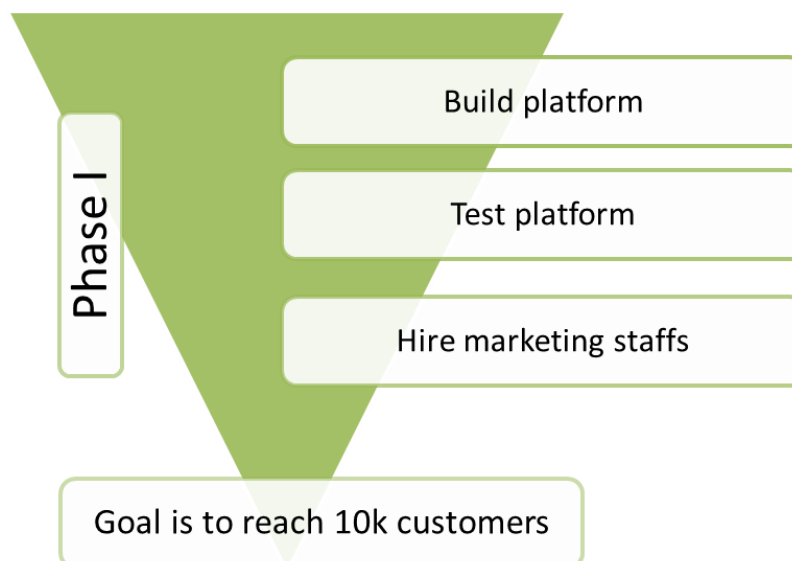 Phase I
Build platform
Test platform
Hire marketing staffs
Goal is to reach 10k customers